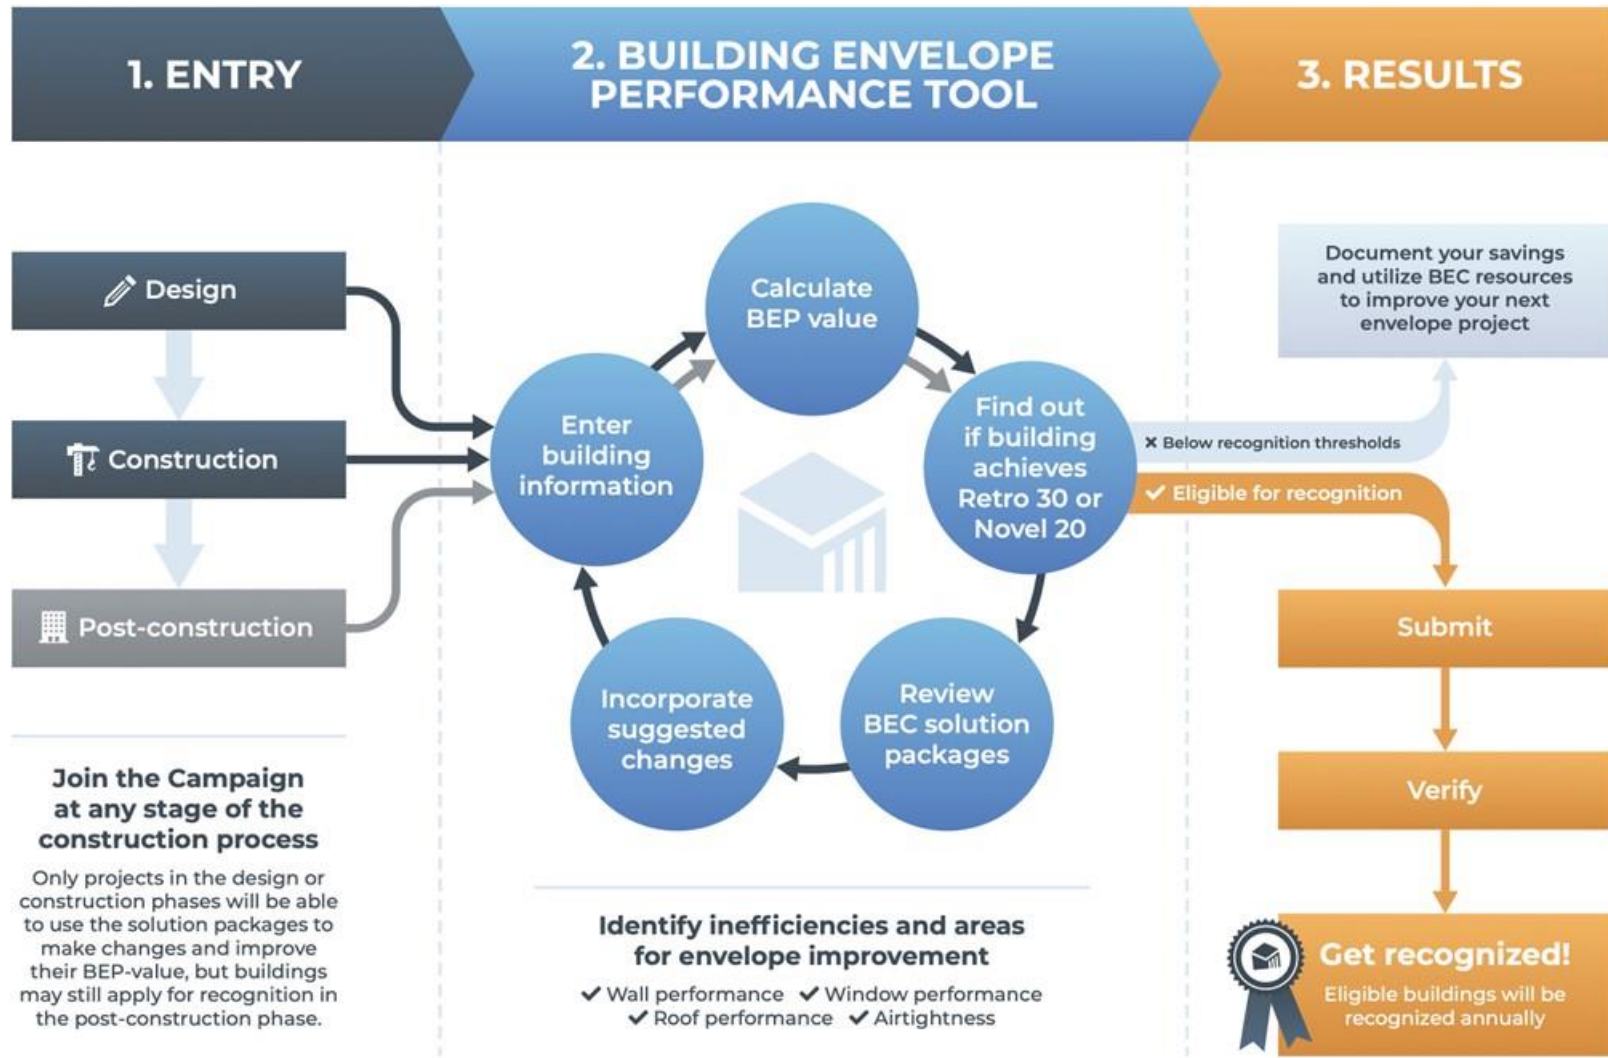 1. ENTRY
2. BUILDING ENVELOPE
PERFORMANCE TOOL
3. RESULTS
Design
Construction
Post-construction
Join the Campaign
at any stage of the
construction process
Only projects in the design or
construction phases will be able
to use the solution packages to
make changes and improve
their BEP-value, but buildings
may still apply for recognition in
the post-construction phase.
Calculate
BEP value
Enter
building
information
Find out
if building
achieves
Retro 30 or
Novel 20
Incorporate
suggested
changes
Review
BEC solution
packages
Identify inefficiencies and areas
for envelope improvement
✓ Wall performance ✓ Window performance
✓ Roof performance ✓ Airtightness
Document your savings
and utilize BEC resources
to improve your next
envelope project
✗ Below recognition thresholds
✓ Eligible for recognition
Submit
Verify
Get recognized!
Eligible buildings will be
recognized annually